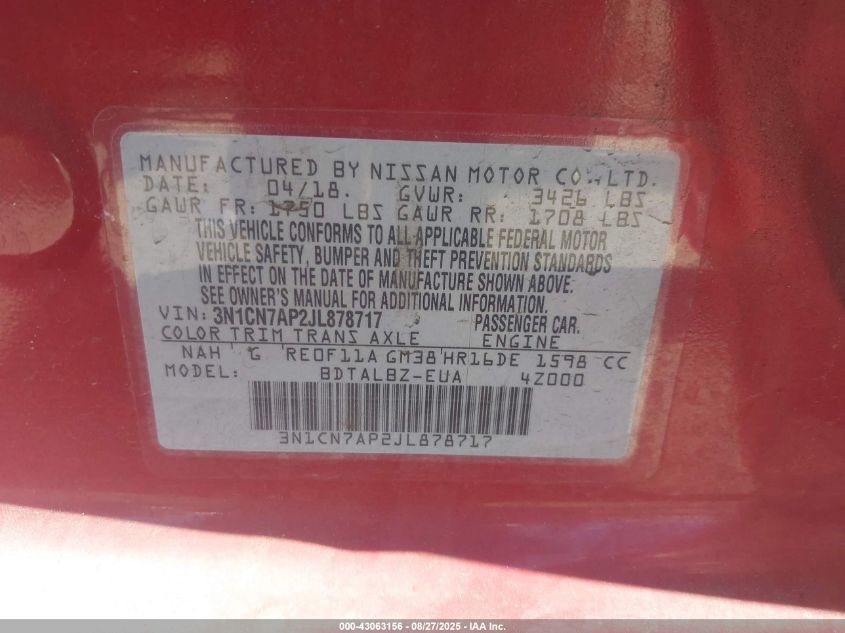 MANUFACTURED BY NISSAN MOTOR CO., LTD.
DATE: 04/18. GVWR: 3426 LBS
GAWR FR: 1750 LBS GAWR RR: 1708 LBS
THIS VEHICLE CONFORMS TO ALL APPLICABLE FEDERAL MOTOR
VEHICLE SAFETY, BUMPER AND THEFT PREVENTION STANDARDS
IN EFFECT ON THE DATE OF MANUFACTURE SHOWN ABOVE.
SEE OWNER'S MANUAL FOR ADDITIONAL INFORMATION.
VIN: 3N1CN7AP2JL878717 PASSENGER CAR.
COLOR TRIM TRANS AXLE ENGINE
NAH G RE0F11A GM38 HR16DE 1598 CC
MODEL: BDTALBZ-EUA 4Z000
3N1CN7AP2JL878717
000-43063156 - 08/27/2025 - IAA Inc.